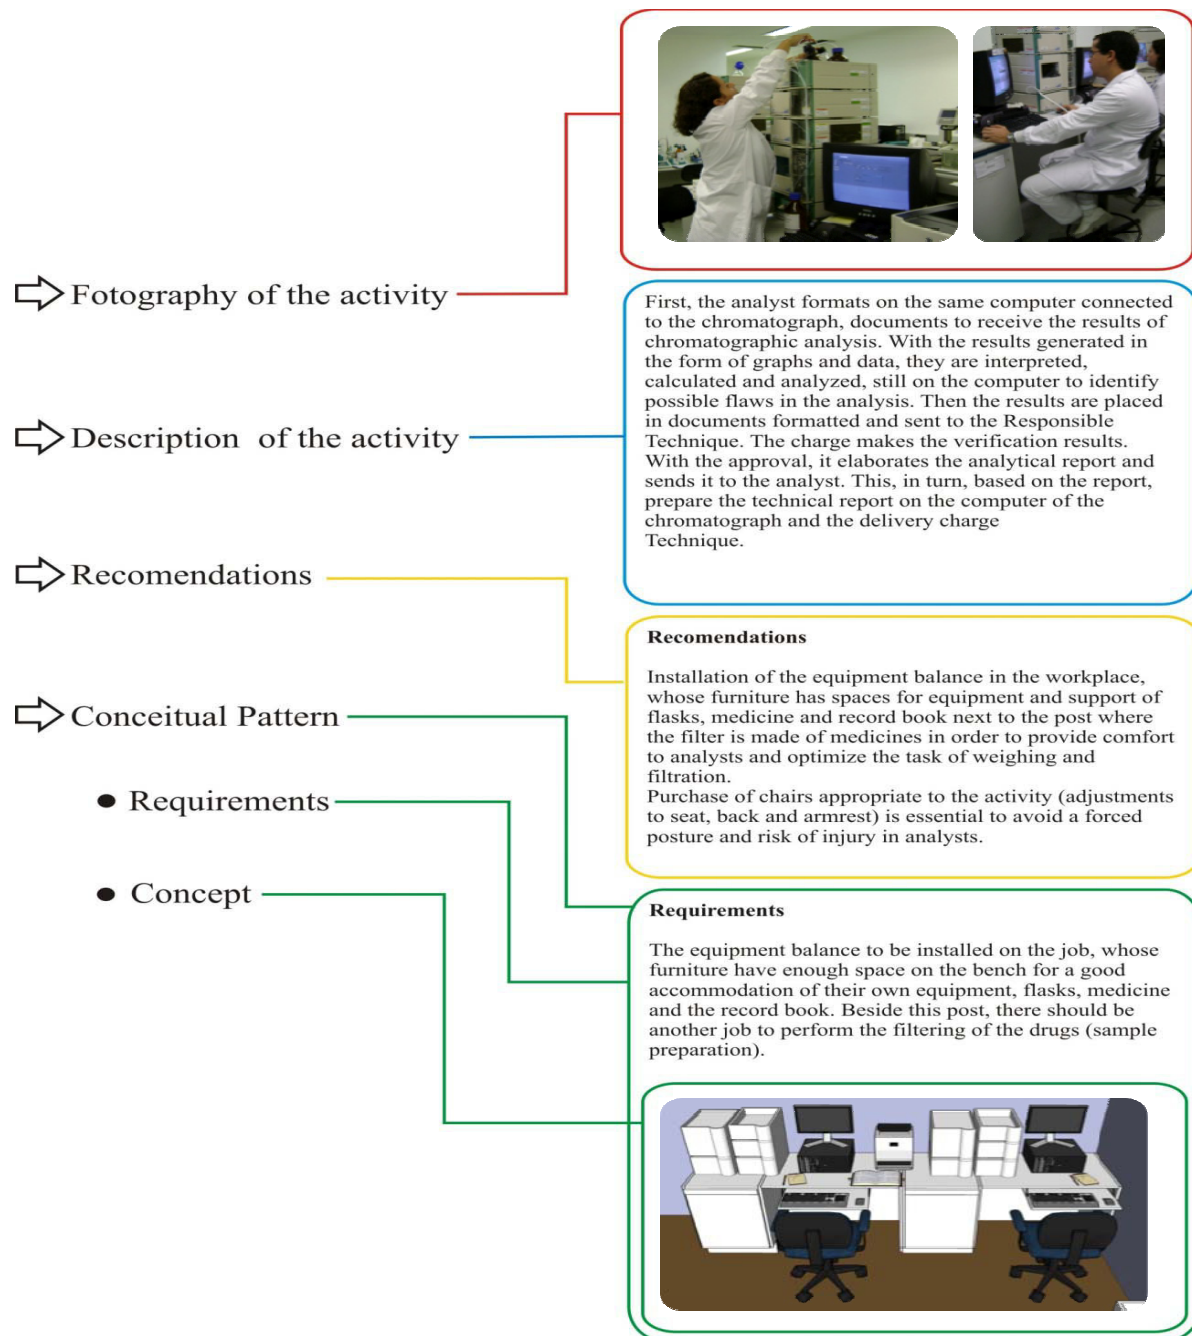 Fotography of the activity
First, the analyst formats on the same computer connected
to the chromatograph, documents to receive the results of
chromatographic analysis. With the results generated in
the form of graphs and data, they are interpreted,
calculated and analyzed, still on the computer to identify
possible flaws in the analysis. Then the results are placed
in documents formatted and sent to the Responsible
Technique. The charge makes the verification results.
With the approval, it elaborates the analytical report and
sends it to the analyst. This, in turn, based on the report,
prepare the technical report on the computer of the
chromatograph and the delivery charge
Technique.
Description of the activity
Recomendations
Recomendations
Installation of the equipment balance in the workplace,
whose furniture has spaces for equipment and support of
flasks, medicine and record book next to the post where
the filter is made of medicines in order to provide comfort
to analysts and optimize the task of weighing and
filtration.
Purchase of chairs appropriate to the activity (adjustments
to seat, back and armrest) is essential to avoid a forced
posture and risk of injury in analysts.
Conceitual Pattern
• Requirements
• Concept
Requirements
The equipment balance to be installed on the job, whose
furniture have enough space on the bench for a good
accommodation of their own equipment, flasks, medicine
and the record book. Beside this post, there should be
another job to perform the filtering of the drugs (sample
preparation).